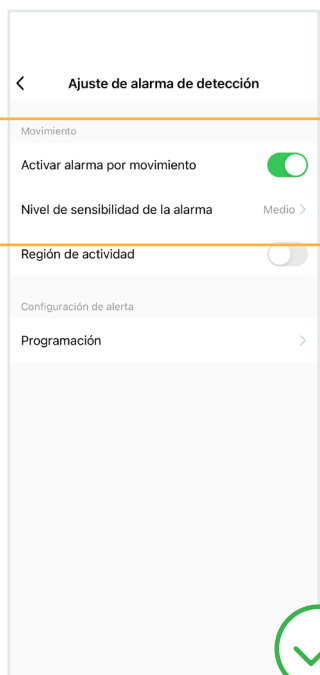 Ajuste de alarma de detección
Movimiento
Activar alarma por movimiento
Nivel de sensibilidad de la alarma Medio
Región de actividad
Configuración de alerta
Programación